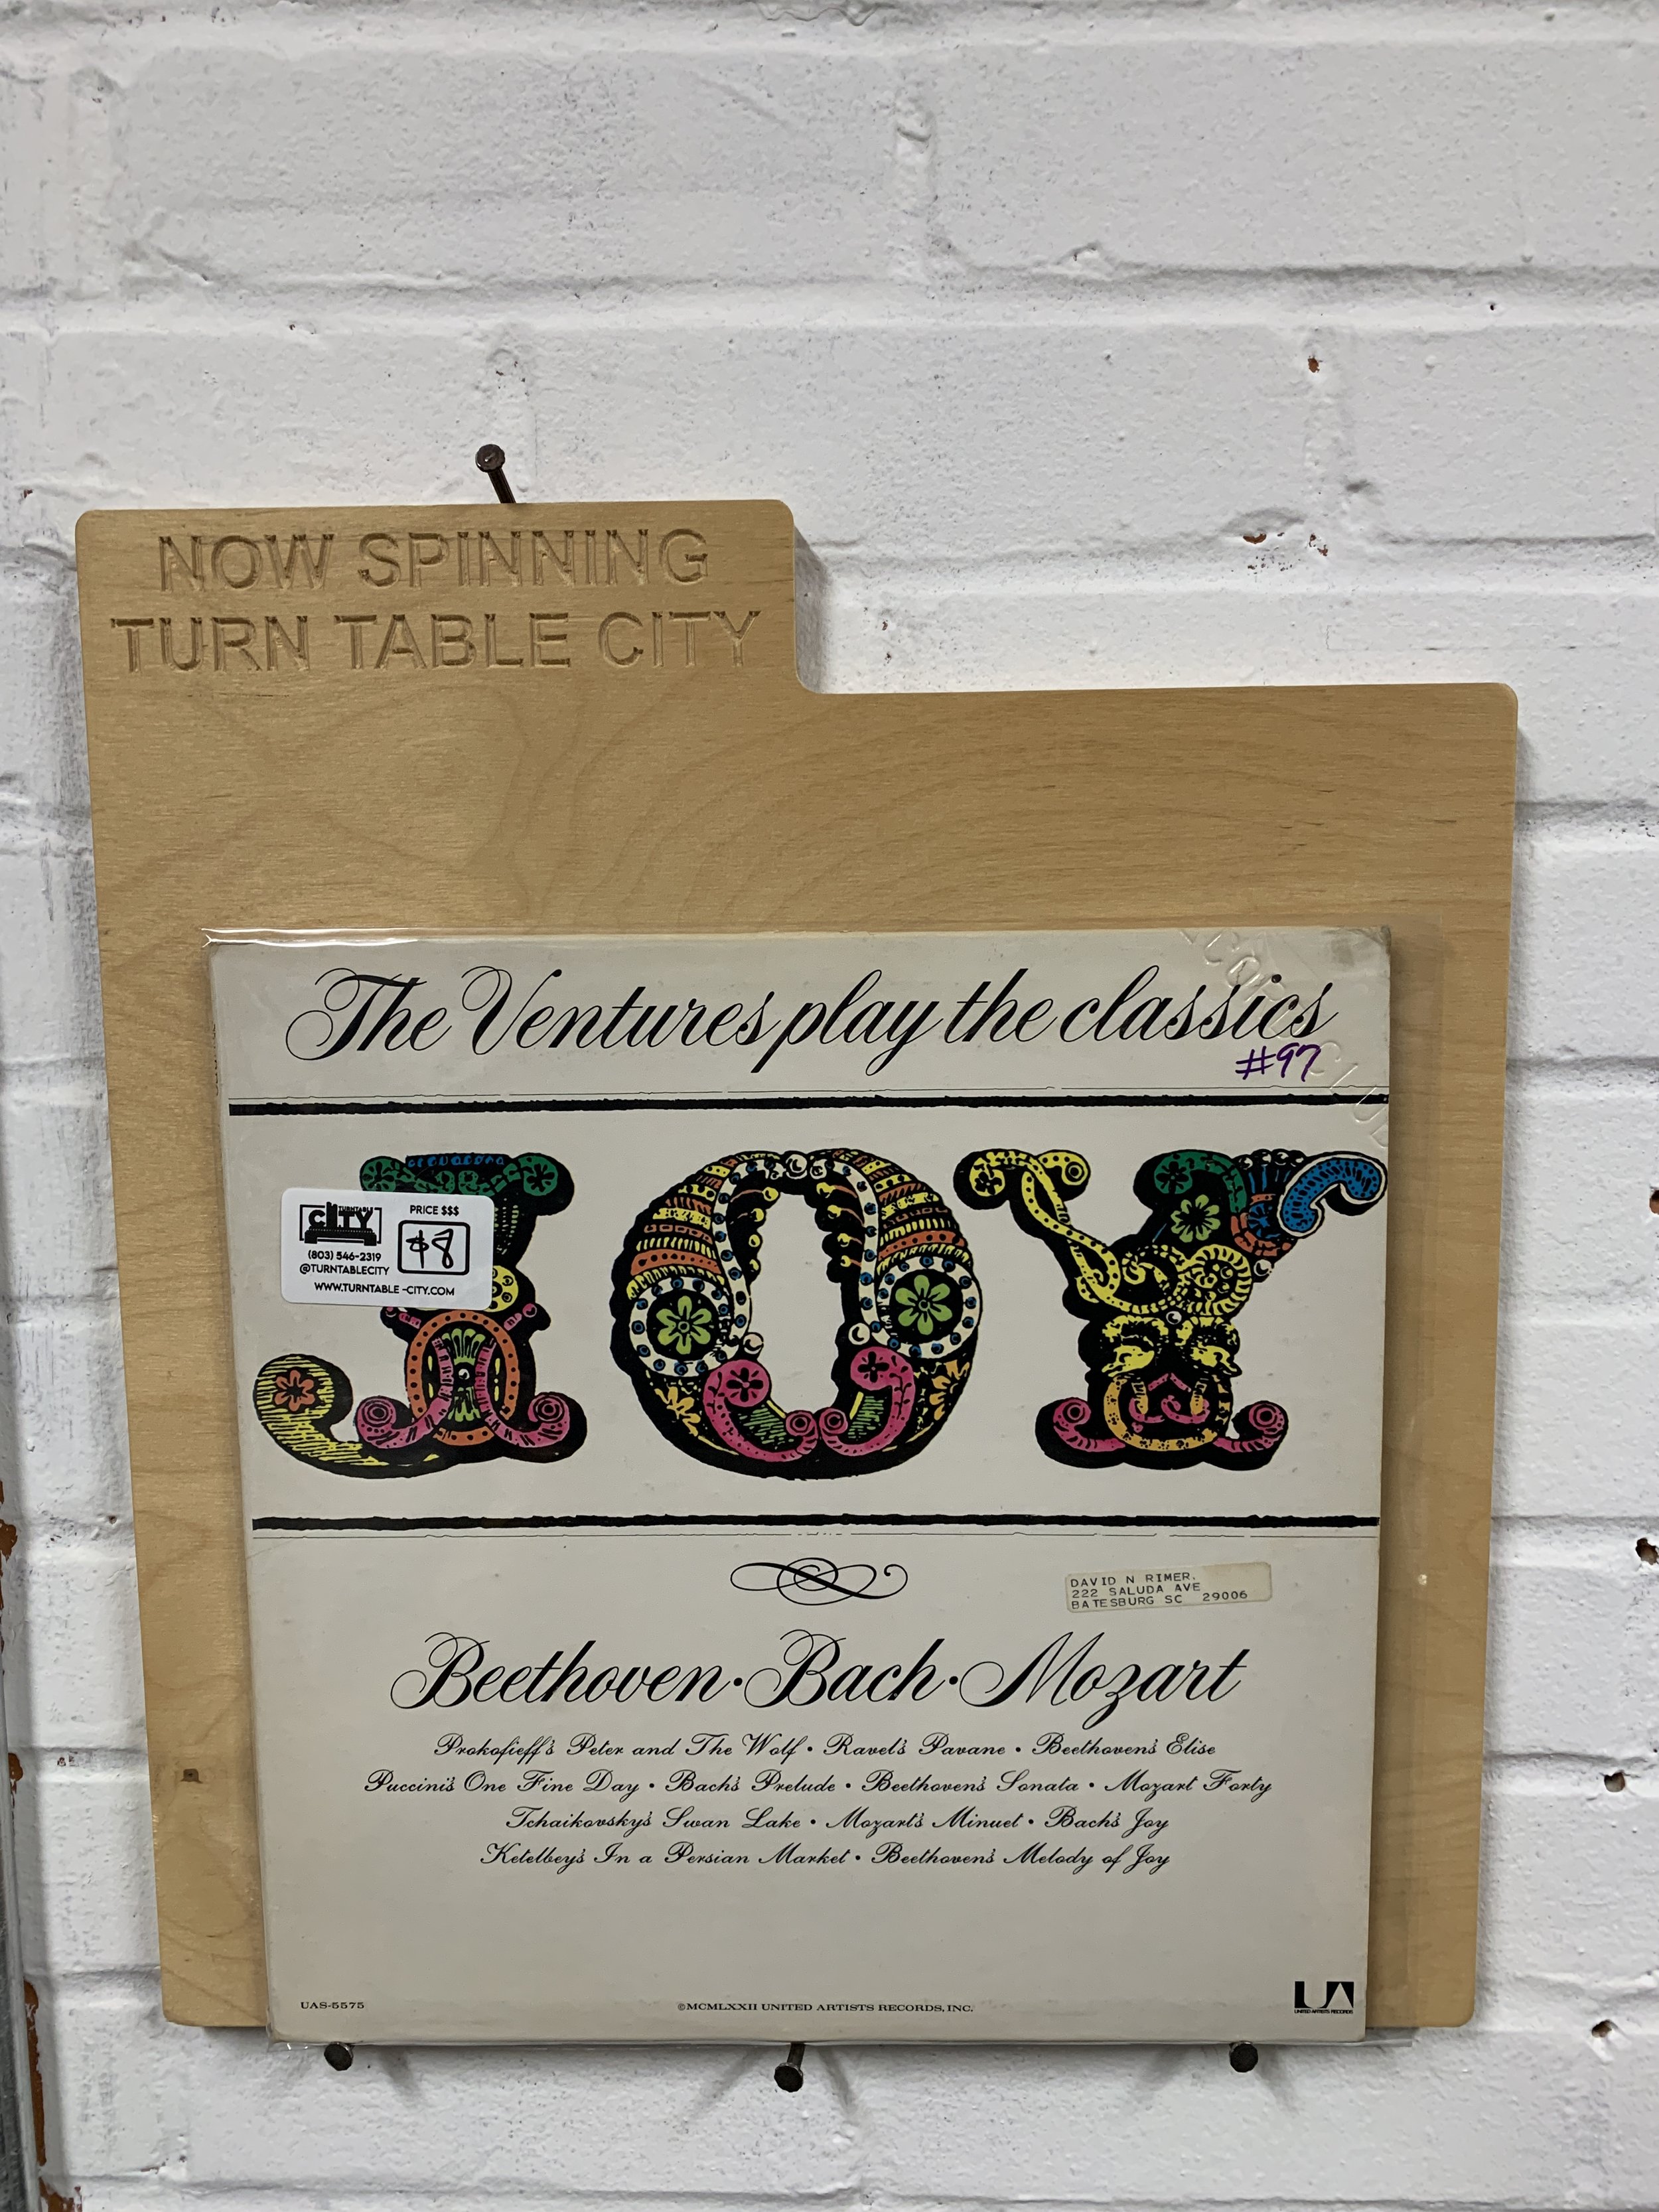 NOW SPINNING
TURN TABLE CITY
The Ventures play the classics
#97
JOY
TURNTABLE
CITY
PRICE $$$
$8
(803) 546-2319
@TURNTABLECITY
WWW.TURNTABLE-CITY.COM
DAVID N RIMER.
222 SALUDA AVE
BATESBURG SC 29006
Beethoven·Bach·Mozart
Prokofieff's Peter and The Wolf • Ravel's Pavane • Beethoven's Elise
Puccini's One Fine Day • Bach's Prelude • Beethoven's Sonata • Mozart Forty
Tchaikovsky's Swan Lake • Mozart's Minuet • Bach's Joy
Ketelbey's In a Persian Market • Beethoven's Melody of Joy
UAS-5575
©MCMLXXII UNITED ARTISTS RECORDS, INC.
UA
UNITED ARTISTS RECORDS